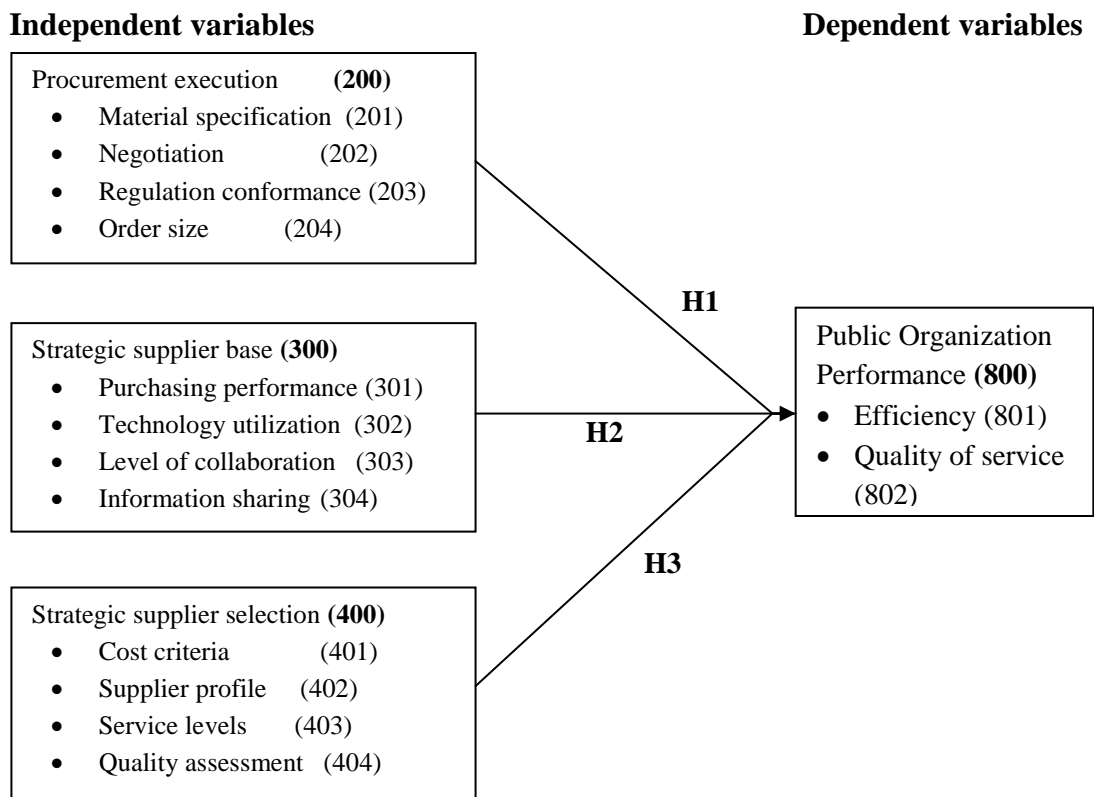 Independent variables
Dependent variables
Procurement execution (200)
• Material specification (201)
• Negotiation (202)
• Regulation conformance (203)
• Order size (204)
H1
Strategic supplier base (300)
• Purchasing performance (301)
• Technology utilization (302)
• Level of collaboration (303)
• Information sharing (304)
H2
Public Organization
Performance (800)
• Efficiency (801)
• Quality of service
(802)
H3
Strategic supplier selection (400)
• Cost criteria (401)
• Supplier profile (402)
• Service levels (403)
• Quality assessment (404)